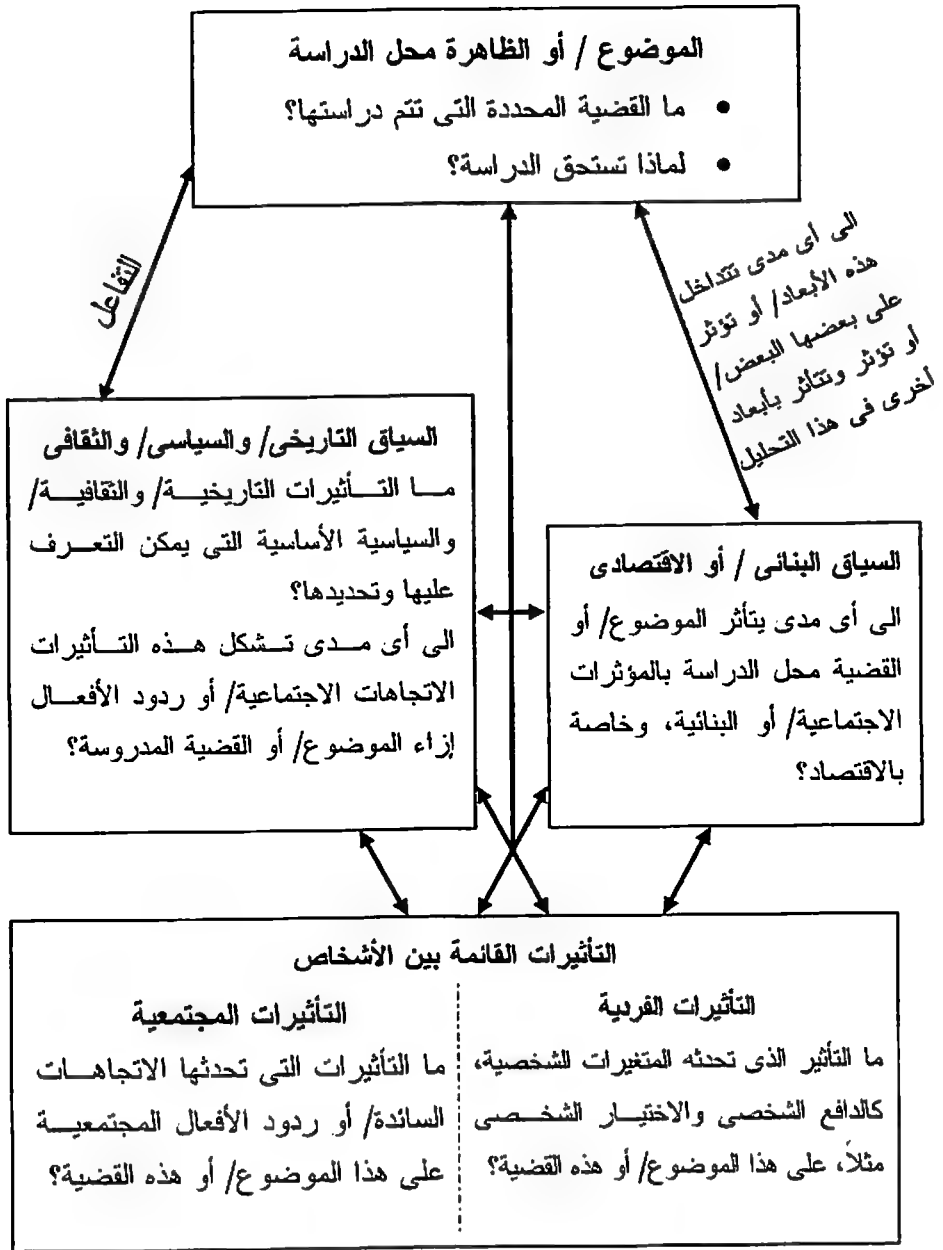 الموضوع / أو الظاهرة محل الدراسة
• ما القضية المحددة التى تتم دراستها؟
• لماذا تستحق الدراسة؟
التفاعل
الى أى مدى تتداخل
هذه الأبعاد/ أو تؤثر
على بعضها البعض/
أو تؤثر وتتأثر بأبعاد
أخرى فى هذا التحليل
السياق التاريخى/ والسياسى/ والثقافى
ما التأثيرات التاريخية/ والثقافية/
والسياسية الأساسية التى يمكن التعرف
عليها وتحديدها؟
الى أى مدى تشكل هذه التأثيرات
الاتجاهات الاجتماعية/ أو ردود الأفعال
إزاء الموضوع/ أو القضية المدروسة؟
السياق البنائى / أو الاقتصادى
الى أى مدى يتأثر الموضوع/ أو
القضية محل الدراسة بالمؤثرات
الاجتماعية/ أو البنائية، وخاصة
بالاقتصاد؟
التأثيرات القائمة بين الأشخاص
التأثيرات الفردية
ما التأثير الذى تحدثه المتغيرات الشخصية،
كالدافع الشخصى والاختيار الشخصى
مثلاً، على هذا الموضوع/ أو هذه القضية؟
التأثيرات المجتمعية
ما التأثيرات التى تحدثها الاتجاهات
السائدة/ أو ردود الأفعال المجتمعية
على هذا الموضوع/ أو هذه القضية؟